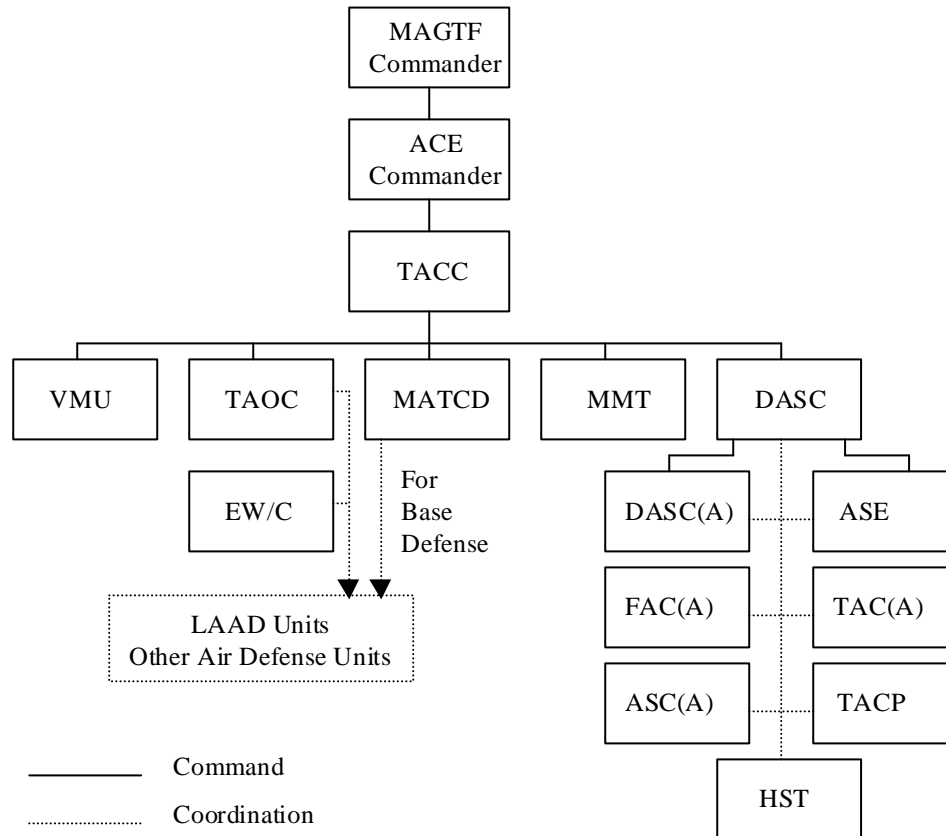 MAGTF
Commander
ACE
Commander
TACC
VMU
TAOC
MATCD
MMT
DASC
EW/C
For
Base
Defense
DASC(A)
ASE
FAC(A)
TAC(A)
LAAD Units
Other Air Defense Units
ASC(A)
TACP
Command
HST
Coordination